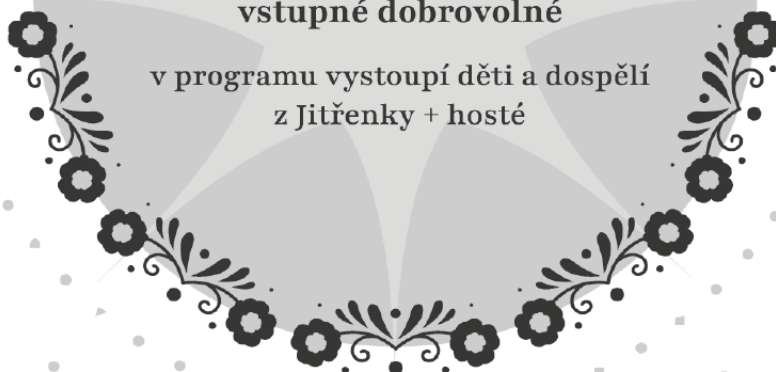 vstupné dobrovolné
v programu vystoupí děti a dospělí
z Jitřenky + hosté